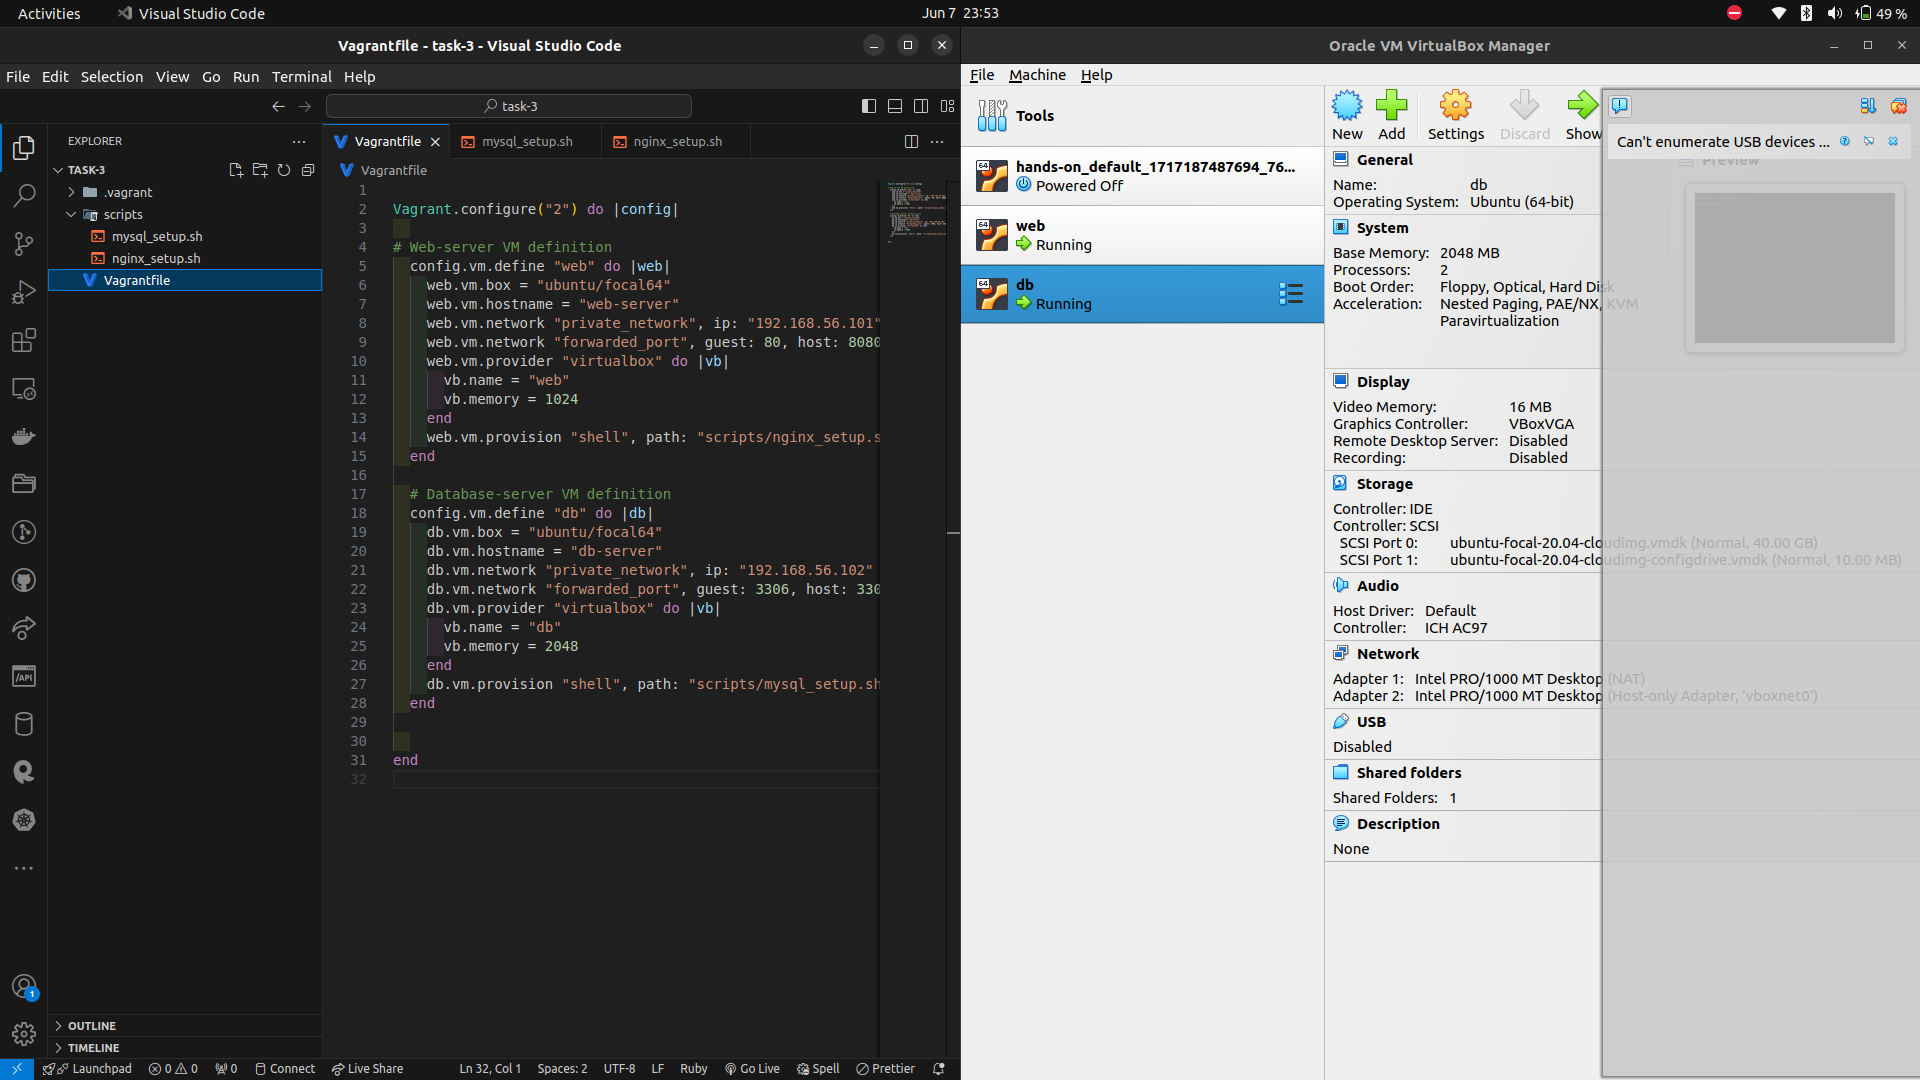 Activities
Visual Studio Code
Jun 7 23:53
49 %
Vagrantfile - task-3 - Visual Studio Code
File Edit Selection View Go Run Terminal Help
task-3
EXPLORER
TASK-3
.vagrant
scripts
mysql_setup.sh
nginx_setup.sh
Vagrantfile
OUTLINE
TIMELINE
Vagrantfile
mysql_setup.sh
nginx_setup.sh
Vagrantfile
1
2 Vagrant.configure("2") do |config|
3
4 # Web-server VM definition
5 config.vm.define "web" do |web|
6 web.vm.box = "ubuntu/focal64"
7 web.vm.hostname = "web-server"
8 web.vm.network "private_network", ip: "192.168.56.101"
9 web.vm.network "forwarded_port", guest: 80, host: 8080
10 web.vm.provider "virtualbox" do |vb|
11 vb.name = "web"
12 vb.memory = 1024
13 end
14 web.vm.provision "shell", path: "scripts/nginx_setup.s
15 end
16
17 # Database-server VM definition
18 config.vm.define "db" do |db|
19 db.vm.box = "ubuntu/focal64"
20 db.vm.hostname = "db-server"
21 db.vm.network "private_network", ip: "192.168.56.102"
22 db.vm.network "forwarded_port", guest: 3306, host: 330
23 db.vm.provider "virtualbox" do |vb|
24 vb.name = "db"
25 vb.memory = 2048
26 end
27 db.vm.provision "shell", path: "scripts/mysql_setup.sh
28 end
29
30
31 end
32
1
Launchpad 0 0 0 Connect Live Share Ln 32, Col 1 Spaces: 2 UTF-8 LF Ruby Go Live Spell Prettier
Oracle VM VirtualBox Manager
File Machine Help
Tools
64
hands-on_default_1717187487694_76...
Powered Off
64
web
Running
64
db
Running
New Add Settings Discard Show
General
Name: db
Operating System: Ubuntu (64-bit)
System
Base Memory: 2048 MB
Processors: 2
Boot Order: Floppy, Optical, Hard Disk
Acceleration: Nested Paging, PAE/NX, KVM
Paravirtualization
Display
Video Memory: 16 MB
Graphics Controller: VBoxVGA
Remote Desktop Server: Disabled
Recording: Disabled
Storage
Controller: IDE
Controller: SCSI
SCSI Port 0: ubuntu-focal-20.04-cloudimg.vmdk (Normal, 40.00 GB)
SCSI Port 1: ubuntu-focal-20.04-cloudimg-configdrive.vmdk (Normal, 10.00 MB)
Audio
Host Driver: Default
Controller: ICH AC97
Network
Adapter 1: Intel PRO/1000 MT Desktop (NAT)
Adapter 2: Intel PRO/1000 MT Desktop (Host-only Adapter, 'vboxnet0')
USB
Disabled
Shared folders
Shared Folders: 1
Description
None
Can't enumerate USB devices ...
Preview